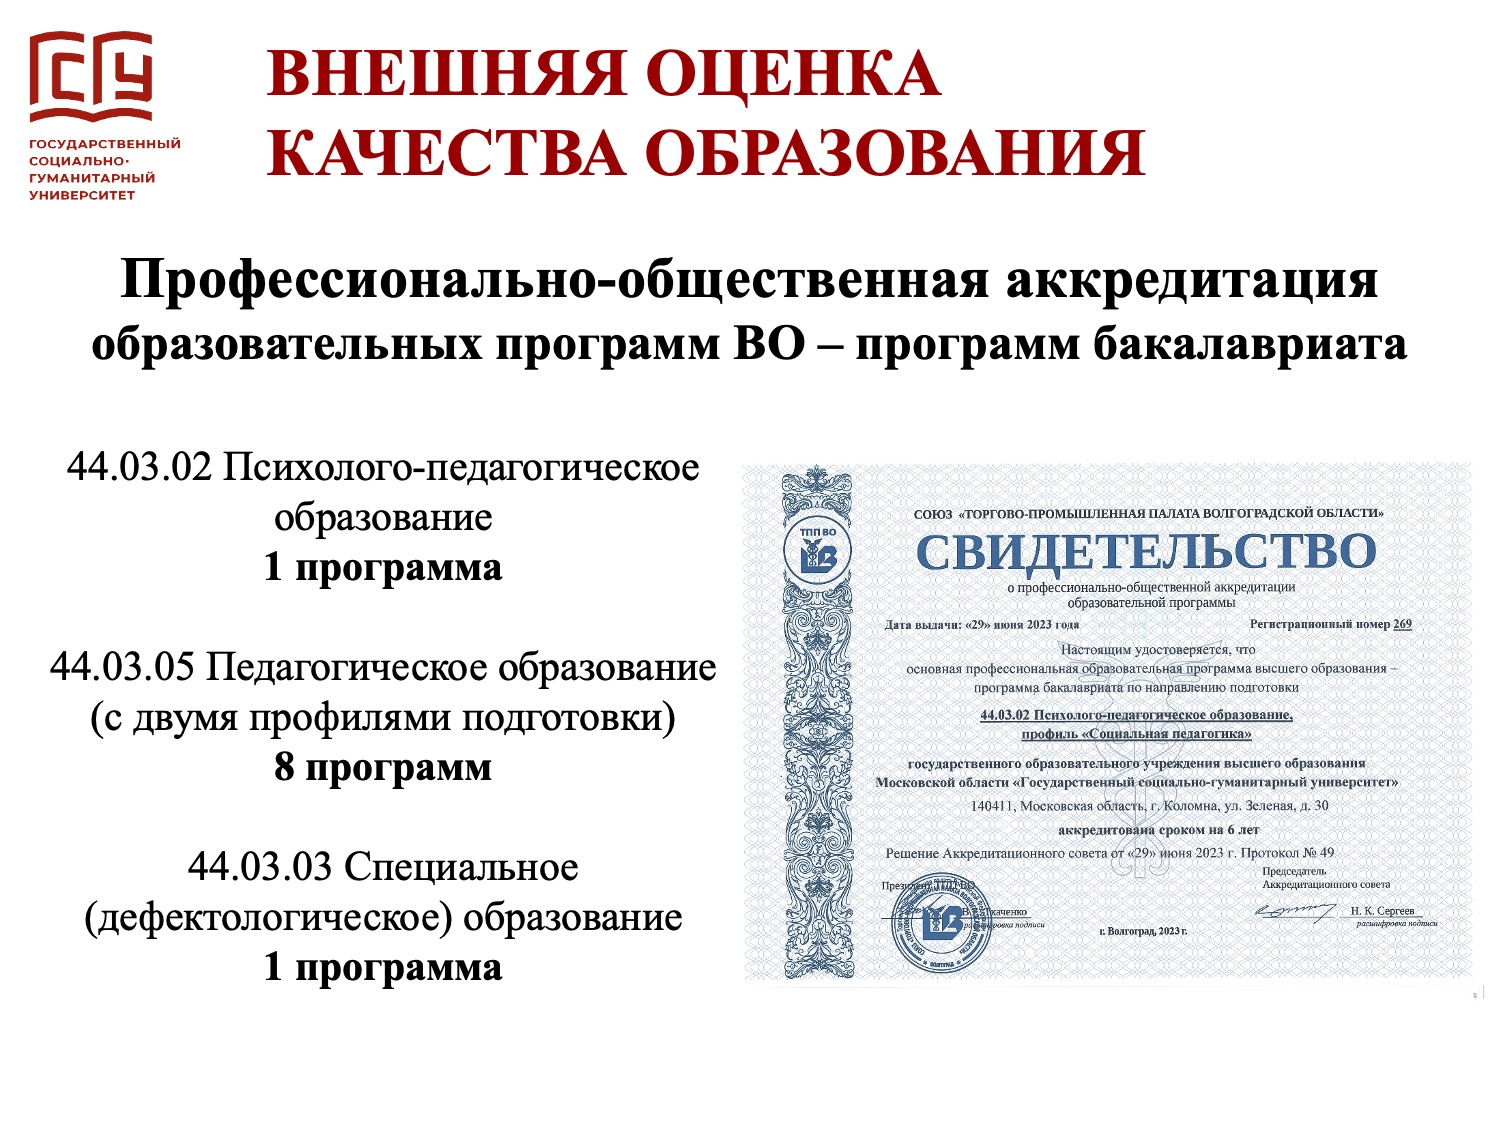 ГОСУДАРСТВЕННЫЙ
СОЦИАЛЬНО-
ГУМАНИТАРНЫЙ
УНИВЕРСИТЕТ
ВНЕШНЯЯ ОЦЕНКА
КАЧЕСТВА ОБРАЗОВАНИЯ
Профессионально-общественная аккредитация
образовательных программ ВО – программ бакалавриата
44.03.02 Психолого-педагогическое
образование
1 программа
44.03.05 Педагогическое образование
(с двумя профилями подготовки)
8 программ
44.03.03 Специальное
(дефектологическое) образование
1 программа
ТПП ВО
СОЮЗ «ТОРГОВО-ПРОМЫШЛЕННАЯ ПАЛАТА ВОЛГОГРАДСКОЙ ОБЛАСТИ»
СВИДЕТЕЛЬСТВО
о профессионально-общественной аккредитации
образовательной программы
Дата выдачи: «29» июня 2023 года Регистрационный номер 269
Настоящим удостоверяется, что
основная профессиональная образовательная программа высшего образования –
программа бакалавриата по направлению подготовки
44.03.02 Психолого-педагогическое образование,
профиль «Социальная педагогика»
государственного образовательного учреждения высшего образования
Московской области «Государственный социально-гуманитарный университет»
140411, Московская область, г. Коломна, ул. Зеленая, д. 30
аккредитована сроком на 6 лет
Решение Аккредитационного совета от «29» июня 2023 г. Протокол № 49
Президент ТПП ВО
Председатель
Аккредитационного совета
Н. К. Сергеев
расшифровка подписи
расшифровка подписи
г. Волгоград, 2023 г.